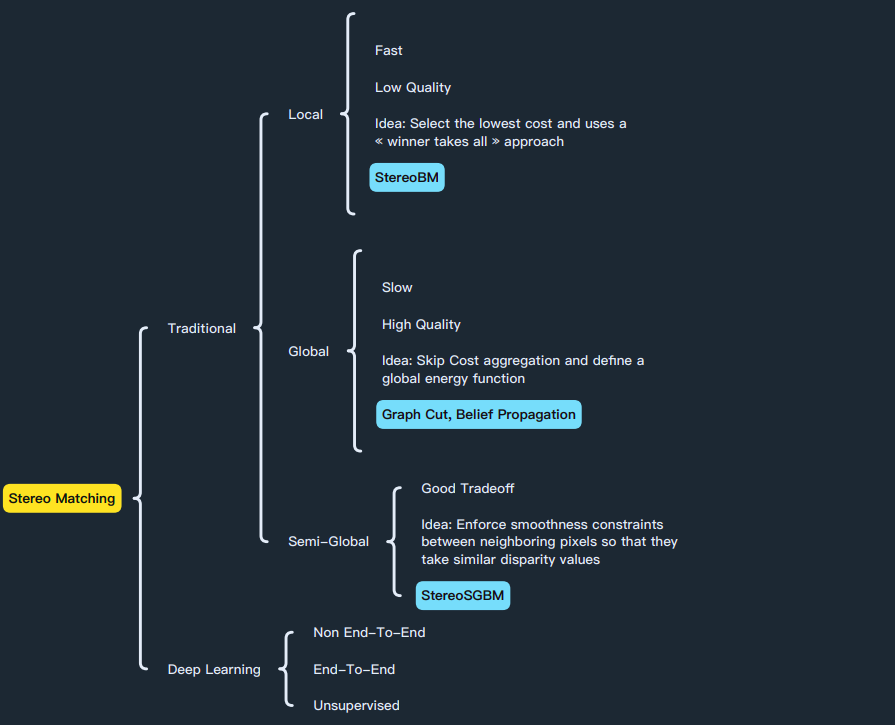 Fast
Low Quality
Local
Idea: Select the lowest cost and uses a
« winner takes all » approach
StereoBM
Slow
Traditional
High Quality
Global
Idea: Skip Cost aggregation and define a
global energy function
Graph Cut, Belief Propagation
Stereo Matching
Good Tradeoff
Idea: Enforce smoothness constraints
Semi-Global
between neighboring pixels so that they
take similar disparity values
StereoSGBM
Non End-To-End
Deep Learning
End-To-End
Unsupervised